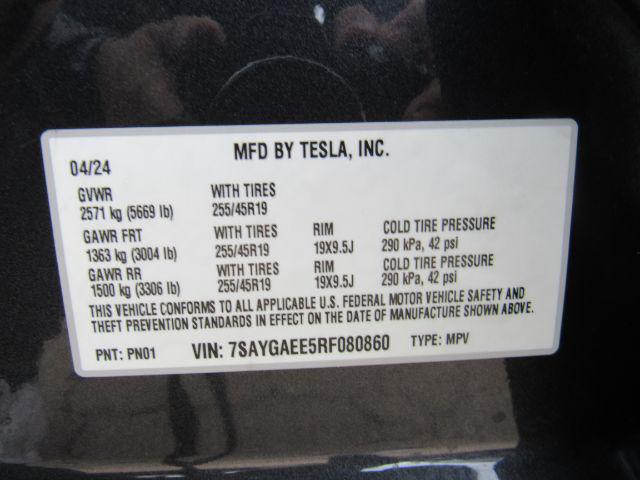 MFD BY TESLA, INC.
04/24
GVWR WITH TIRES
2571 kg (5669 lb) 255/45R19
GAWR FRT WITH TIRES RIM COLD TIRE PRESSURE
1363 kg (3004 lb) 255/45R19 19X9.5J 290 kPa, 42 psi
GAWR RR WITH TIRES RIM COLD TIRE PRESSURE
1500 kg (3306 lb) 255/45R19 19X9.5J 290 kPa, 42 psi
THIS VEHICLE CONFORMS TO ALL APPLICABLE U.S. FEDERAL MOTOR VEHICLE SAFETY AND
THEFT PREVENTION STANDARDS IN EFFECT ON THE DATE OF MANUFACTURE SHOWN ABOVE.
PNT: PN01 VIN: 7SAYGAEE5RF080860 TYPE: MPV